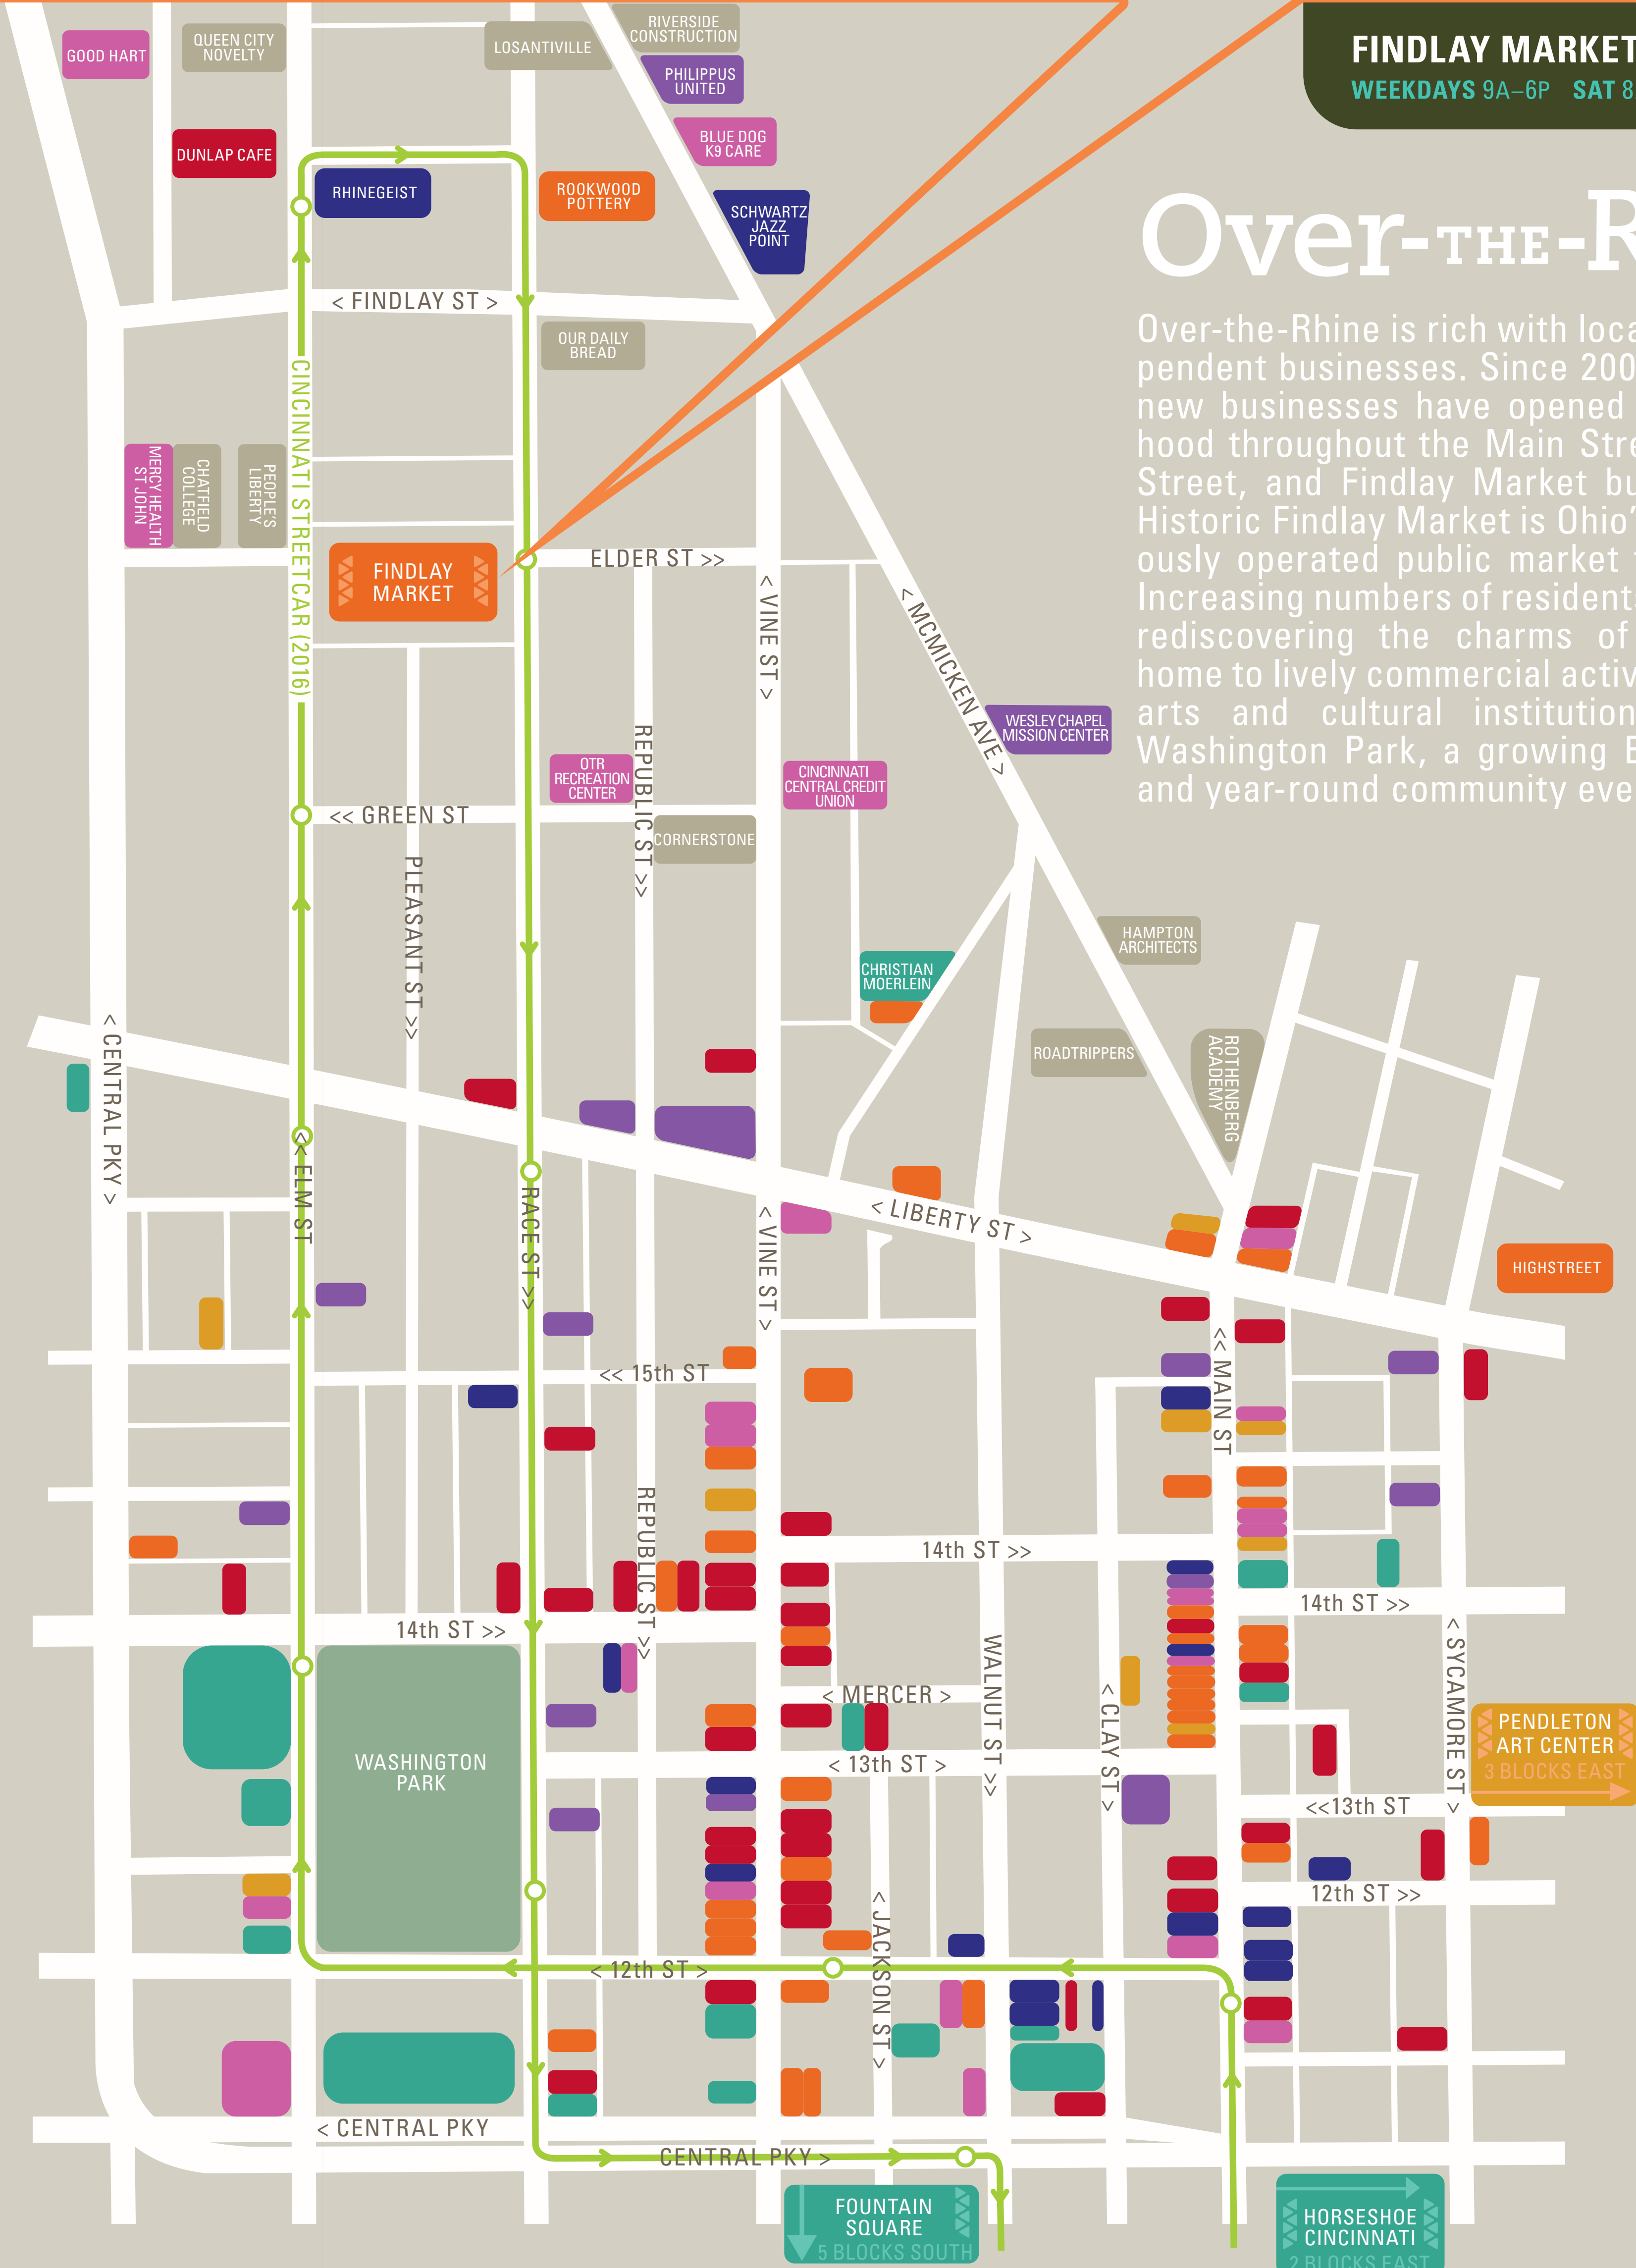 FINDLAY MARKET
WEEKDAYS 9A–6P SAT 8
Over-THE-R
Over-the-Rhine is rich with loca
pendent businesses. Since 200
new businesses have opened
hood throughout the Main Stre
Street, and Findlay Market bu
Historic Findlay Market is Ohio’
ously operated public market
Increasing numbers of resident
rediscovering the charms of
home to lively commercial activ
arts and cultural institution
Washington Park, a growing
and year-round community eve
GOOD HART
QUEEN CITY
NOVELTY
LOSANTIVILLE
RIVERSIDE
CONSTRUCTION
PHILIPPUS
UNITED
BLUE DOG
K9 CARE
DUNLAP CAFE
RHINEGEIST
ROOKWOOD
POTTERY
SCHWARTZ
JAZZ
POINT
< FINDLAY ST >
OUR DAILY
BREAD
CINCINNATI STREETCAR (2016)
MERCY HEALTH
ST JOHN
CHATFIELD
COLLEGE
PEOPLE'S
LIBERTY
FINDLAY
MARKET
ELDER ST >>
< VINE ST >
< MCMICKEN AVE >
WESLEY CHAPEL
MISSION CENTER
OTR
RECREATION
CENTER
REPUBLIC ST >>
CINCINNATI
CENTRAL CREDIT
UNION
<< GREEN ST
CORNERSTONE
PLEASANT ST >>
HAMPTON
ARCHITECTS
CHRISTIAN
MOERLEIN
ROADTRIPPERS
ROTHENBERG
ACADEMY
< CENTRAL PKY >
<< ELM ST
RACE ST >>
< VINE ST >
< LIBERTY ST >
HIGHSTREET
<< MAIN ST
<< 15th ST
REPUBLIC ST >>
14th ST >>
14th ST >>
14th ST >>
WALNUT ST >>
< CLAY ST >
< SYCAMORE ST >
< MERCER >
WASHINGTON
PARK
< 13th ST >
PENDLETON
ART CENTER
3 BLOCKS EAST
<<13th ST
12th ST >>
< JACKSON ST >
< 12th ST >
< CENTRAL PKY
CENTRAL PKY >
FOUNTAIN
SQUARE
5 BLOCKS SOUTH
HORSESHOE
CINCINNATI
2 BLOCKS EAST